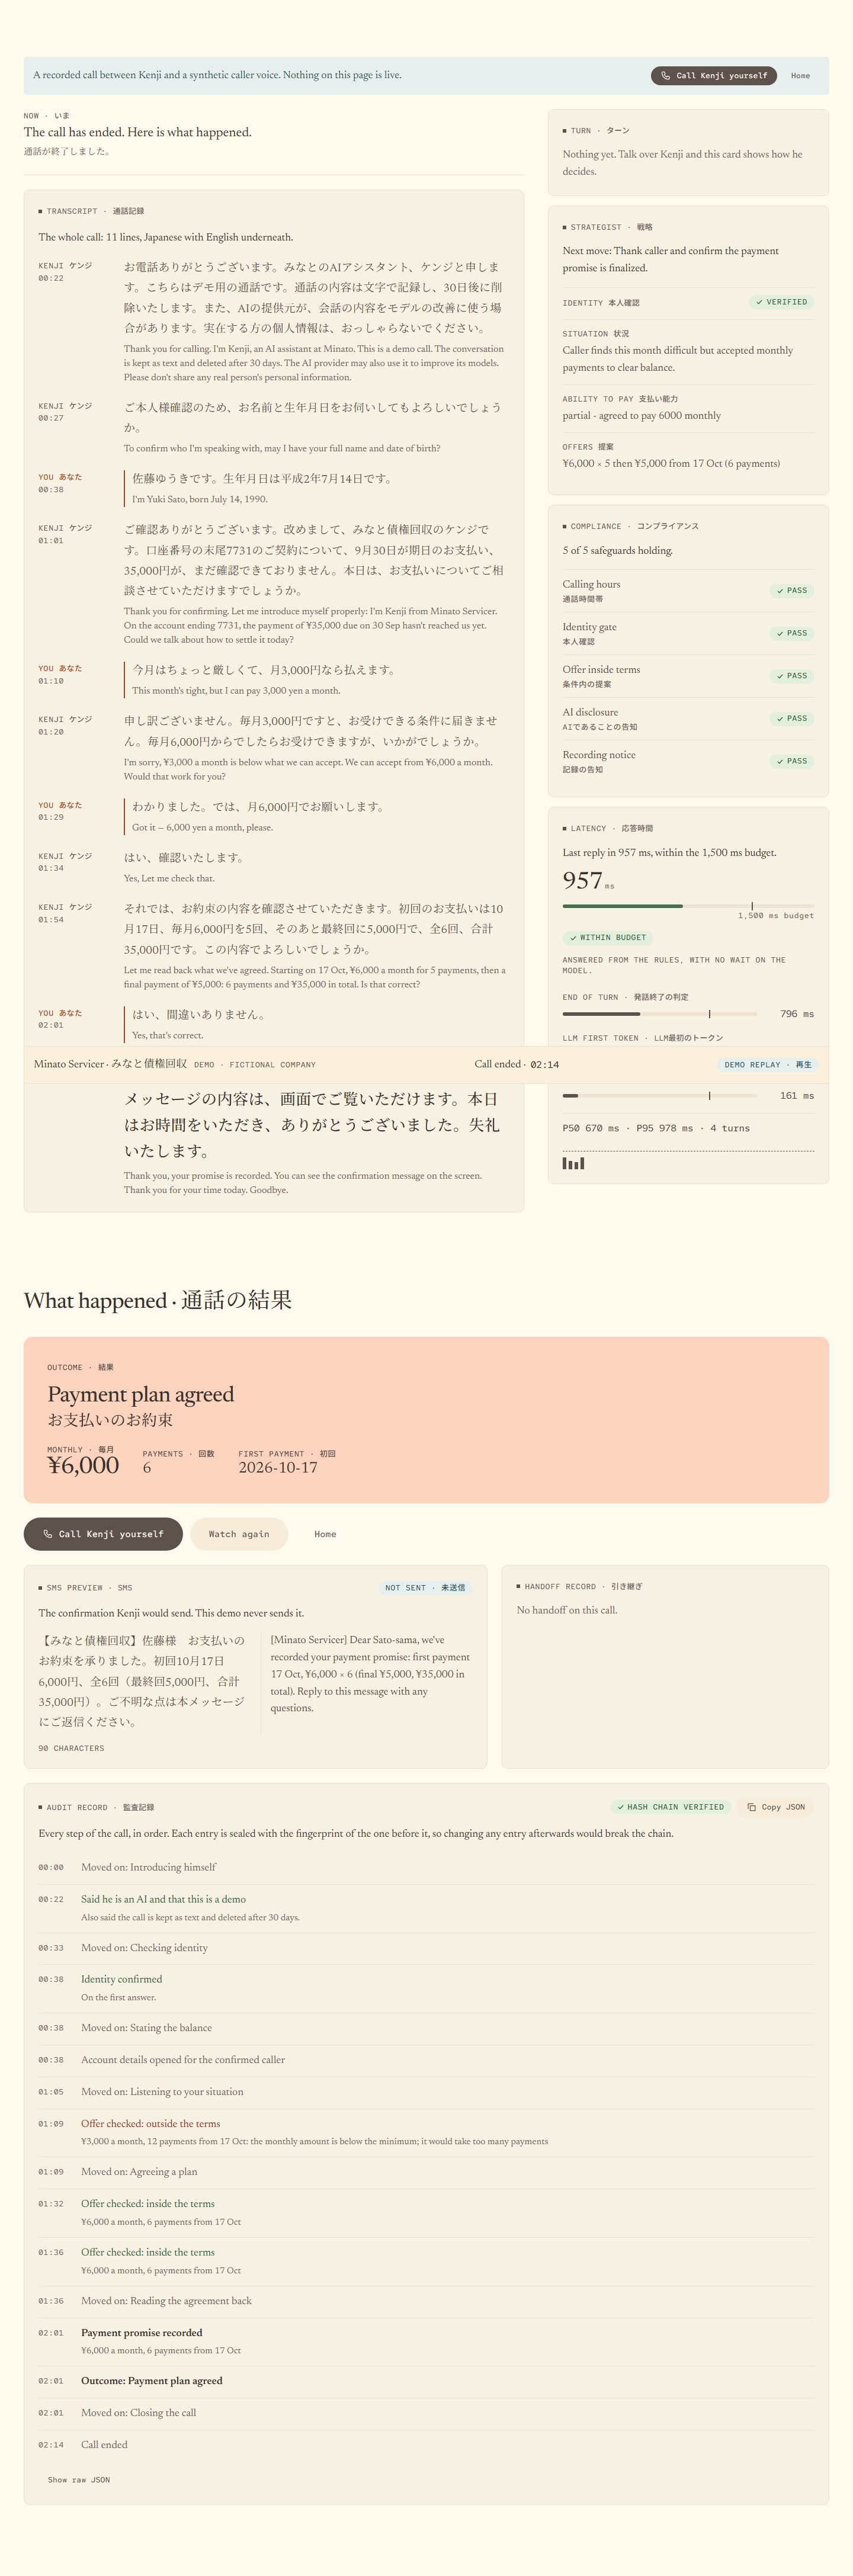 A recorded call between Kenji and a synthetic caller voice. Nothing on this page is live.
Call Kenji yourself
Home
NOW · いま
The call has ended. Here is what happened.
通話が終了しました。
TRANSCRIPT · 通話記録
The whole call: 11 lines, Japanese with English underneath.
KENJI ケンジ
00:22
お電話ありがとうございます。みなとのAIアシスタント、ケンジと申しま
す。こちらはデモ用の通話です。通話の内容は文字で記録し、30日後に削
除いたします。また、AIの提供元が、会話の内容をモデルの改善に使う場
合があります。実在する方の個人情報は、おっしゃらないでください。
Thank you for calling. I'm Kenji, an AI assistant at Minato. This is a demo call. The conversation
is kept as text and deleted after 30 days. The AI provider may also use it to improve its models.
Please don't share any real person's personal information.
KENJI ケンジ
00:27
ご本人様確認のため、お名前と生年月日をお伺いしてもよろしいでしょう
か。
To confirm who I'm speaking with, may I have your full name and date of birth?
YOU あなた
00:38
佐藤ゆうきです。生年月日は平成2年7月14日です。
I'm Yuki Sato, born July 14, 1990.
KENJI ケンジ
01:01
ご確認ありがとうございます。改めまして、みなと債権回収のケンジで
す。口座番号の末尾7731のご契約について、9月30日が期日のお支払い、
35,000円が、まだ確認できておりません。本日は、お支払いについてご相
談させていただけますでしょうか。
Thank you for confirming. Let me introduce myself properly: I'm Kenji from Minato Servicer.
On the account ending 7731, the payment of ¥35,000 due on 30 Sep hasn't reached us yet.
Could we talk about how to settle it today?
YOU あなた
01:10
今月はちょっと厳しくて、月3,000円なら払えます。
This month's tight, but I can pay 3,000 yen a month.
KENJI ケンジ
01:20
申し訳ございません。毎月3,000円ですと、お受けできる条件に届きませ
ん。毎月6,000円からでしたらお受けできますが、いかがでしょうか。
I'm sorry, ¥3,000 a month is below what we can accept. We can accept from ¥6,000 a month.
Would that work for you?
YOU あなた
01:29
わかりました。では、月6,000円でお願いします。
Got it — 6,000 yen a month, please.
KENJI ケンジ
01:34
はい、確認いたします。
Yes, Let me check that.
KENJI ケンジ
01:54
それでは、お約束の内容を確認させていただきます。初回のお支払いは10
月17日、毎月6,000円を5回、そのあと最終回に5,000円で、全6回、合計
35,000円です。この内容でよろしいでしょうか。
Let me read back what we've agreed. Starting on 17 Oct, ¥6,000 a month for 5 payments, then a
final payment of ¥5,000: 6 payments and ¥35,000 in total. Is that correct?
YOU あなた
02:01
はい、間違いありません。
Yes, that's correct.
Minato Servicer · みなと債権回収 DEMO · FICTIONAL COMPANY
Call ended · 02:14
DEMO REPLAY · 再生
メッセージの内容は、画面でご覧いただけます。本日
はお時間をいただき、ありがとうございました。失礼
いたします。
Thank you, your promise is recorded. You can see the confirmation message on the screen.
Thank you for your time today. Goodbye.
TURN · ターン
Nothing yet. Talk over Kenji and this card shows how he
decides.
STRATEGIST · 戦略
Next move: Thank caller and confirm the payment
promise is finalized.
IDENTITY 本人確認
VERIFIED
SITUATION 状況
Caller finds this month difficult but accepted monthly
payments to clear balance.
ABILITY TO PAY 支払い能力
partial - agreed to pay 6000 monthly
OFFERS 提案
¥6,000 × 5 then ¥5,000 from 17 Oct (6 payments)
COMPLIANCE · コンプライアンス
5 of 5 safeguards holding.
Calling hours
通話時間帯
PASS
Identity gate
本人確認
PASS
Offer inside terms
条件内の提案
PASS
AI disclosure
AIであることの告知
PASS
Recording notice
記録の告知
PASS
LATENCY · 応答時間
Last reply in 957 ms, within the 1,500 ms budget.
957 ms
1,500 ms budget
WITHIN BUDGET
ANSWERED FROM THE RULES, WITH NO WAIT ON THE
MODEL.
END OF TURN · 発話終了の判定
796 ms
LLM FIRST TOKEN · LLM最初のトークン
161 ms
P50 670 ms · P95 978 ms · 4 turns
What happened · 通話の結果
OUTCOME · 結果
Payment plan agreed
お支払いのお約束
MONTHLY · 毎月
¥6,000
PAYMENTS · 回数
6
FIRST PAYMENT · 初回
2026-10-17
Call Kenji yourself
Watch again
Home
SMS PREVIEW · SMS
NOT SENT · 未送信
The confirmation Kenji would send. This demo never sends it.
【みなと債権回収】佐藤様　お支払いの
お約束を承りました。初回10月17日
6,000円、全6回（最終回5,000円、合計
35,000円）。ご不明な点は本メッセージ
にご返信ください。
[Minato Servicer] Dear Sato-sama, we've
recorded your payment promise: first payment
17 Oct, ¥6,000 × 6 (final ¥5,000, ¥35,000 in
total). Reply to this message with any
questions.
90 CHARACTERS
HANDOFF RECORD · 引き継ぎ
No handoff on this call.
AUDIT RECORD · 監査記録
HASH CHAIN VERIFIED
Copy JSON
Every step of the call, in order. Each entry is sealed with the fingerprint of the one before it, so changing any entry afterwards would break the chain.
00:00 Moved on: Introducing himself
00:22 Said he is an AI and that this is a demo
Also said the call is kept as text and deleted after 30 days.
00:33 Moved on: Checking identity
00:38 Identity confirmed
On the first answer.
00:38 Moved on: Stating the balance
00:38 Account details opened for the confirmed caller
01:05 Moved on: Listening to your situation
01:09 Offer checked: outside the terms
¥3,000 a month, 12 payments from 17 Oct: the monthly amount is below the minimum; it would take too many payments
01:09 Moved on: Agreeing a plan
01:32 Offer checked: inside the terms
¥6,000 a month, 6 payments from 17 Oct
01:36 Offer checked: inside the terms
¥6,000 a month, 6 payments from 17 Oct
01:36 Moved on: Reading the agreement back
02:01 Payment promise recorded
¥6,000 a month, 6 payments from 17 Oct
02:01 Outcome: Payment plan agreed
02:01 Moved on: Closing the call
02:14 Call ended
Show raw JSON